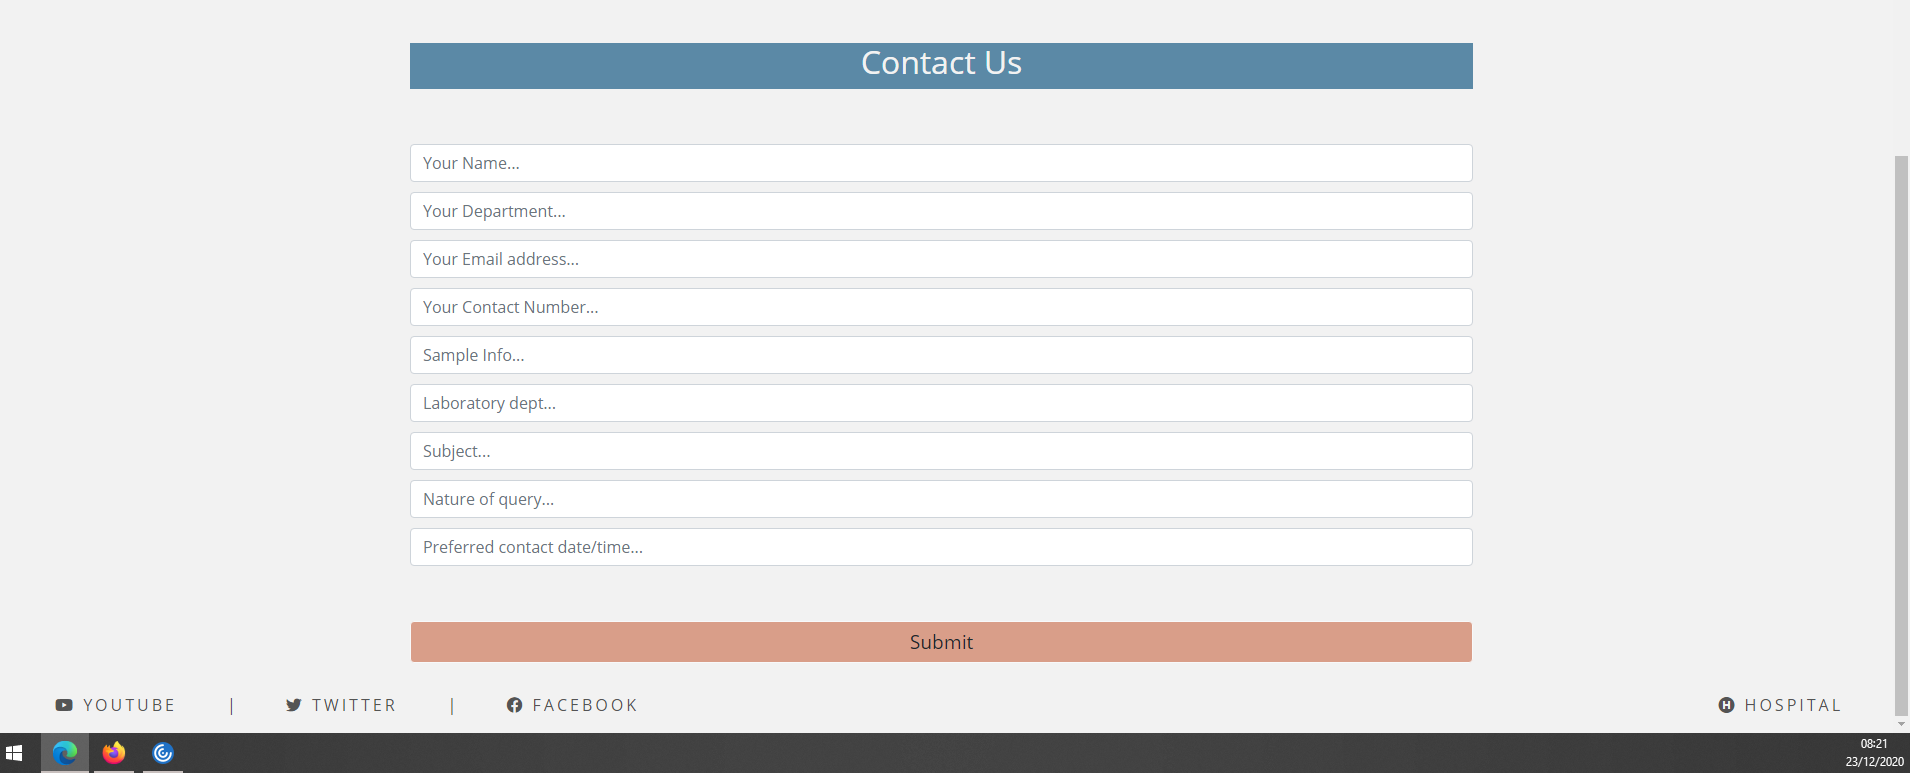 Contact Us
Your Name...
Your Department...
Your Email address...
Your Contact Number...
Sample Info...
Laboratory dept...
Subject...
Nature of query...
Preferred contact date/time...
Submit
YOUTUBE | TWITTER | FACEBOOK H HOSPITAL
08:21
23/12/2020